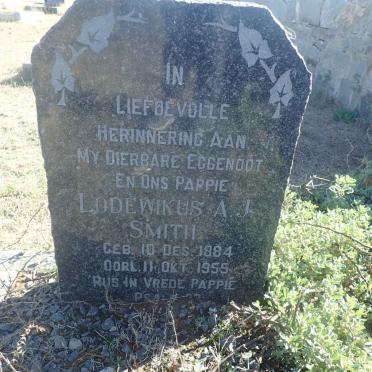 IN
LIEFDEVOLLE
HERINNERING AAN
MY DIERBARE EGGENOOT
EN ONS PAPPIE
LODEWIKUS A. J.
SMITH
GEB. 10 DES. 1884
OORL. 11 OKT. 1955
RUS IN VREDE PAPPIE